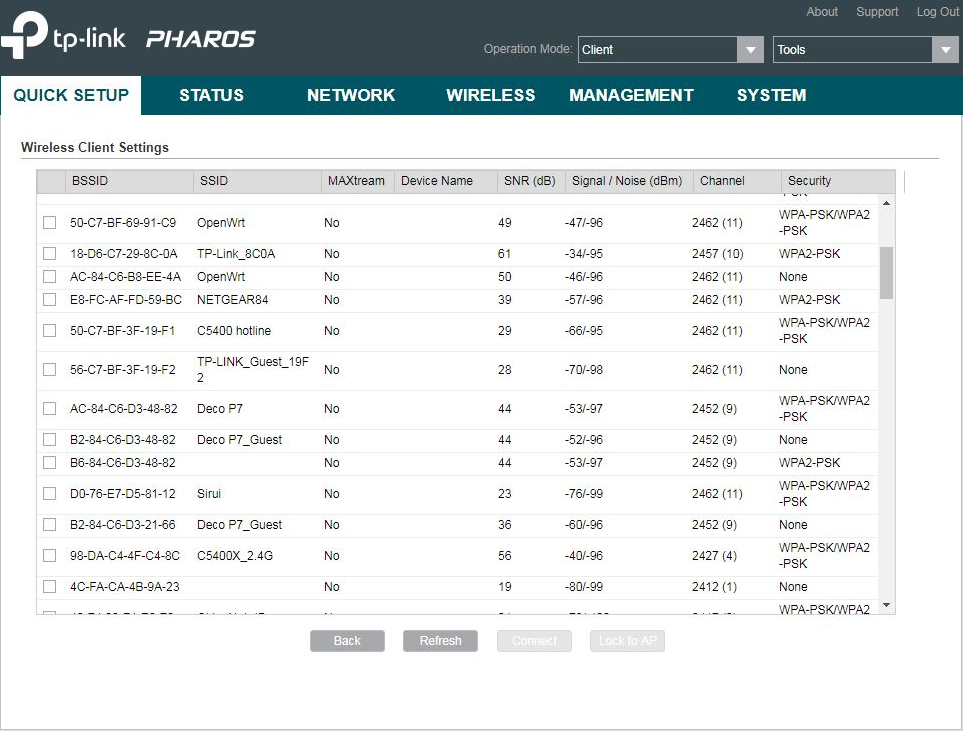 About Support Log Out
tp-link PHAROS
Operation Mode: Client Tools
QUICK SETUP STATUS NETWORK WIRELESS MANAGEMENT SYSTEM
Wireless Client Settings
BSSID SSID MAXtream Device Name SNR (dB) Signal / Noise (dBm) Channel Security
-PSK
50-C7-BF-69-91-C9 OpenWrt No 49 -47/-96 2462 (11) WPA-PSK/WPA2
-PSK
18-D6-C7-29-8C-0A TP-Link_8C0A No 61 -34/-95 2457 (10) WPA2-PSK
AC-84-C6-B8-EE-4A OpenWrt No 50 -46/-96 2462 (11) None
E8-FC-AF-FD-59-BC NETGEAR84 No 39 -57/-96 2462 (11) WPA2-PSK
50-C7-BF-3F-19-F1 C5400 hotline No 29 -66/-95 2462 (11) WPA-PSK/WPA2
-PSK
56-C7-BF-3F-19-F2 TP-LINK_Guest_19F
2 No 28 -70/-98 2462 (11) None
AC-84-C6-D3-48-82 Deco P7 No 44 -53/-97 2452 (9) WPA-PSK/WPA2
-PSK
B2-84-C6-D3-48-82 Deco P7_Guest No 44 -52/-96 2452 (9) None
B6-84-C6-D3-48-82 No 44 -53/-97 2452 (9) WPA2-PSK
D0-76-E7-D5-81-12 Sirui No 23 -76/-99 2462 (11) WPA-PSK/WPA2
-PSK
B2-84-C6-D3-21-66 Deco P7_Guest No 36 -60/-96 2452 (9) None
98-DA-C4-4F-C4-8C C5400X_2.4G No 56 -40/-96 2427 (4) WPA-PSK/WPA2
-PSK
4C-FA-CA-4B-9A-23 No 19 -80/-99 2412 (1) None
WPA-PSK/WPA2
Back Refresh Connect Lock to AP